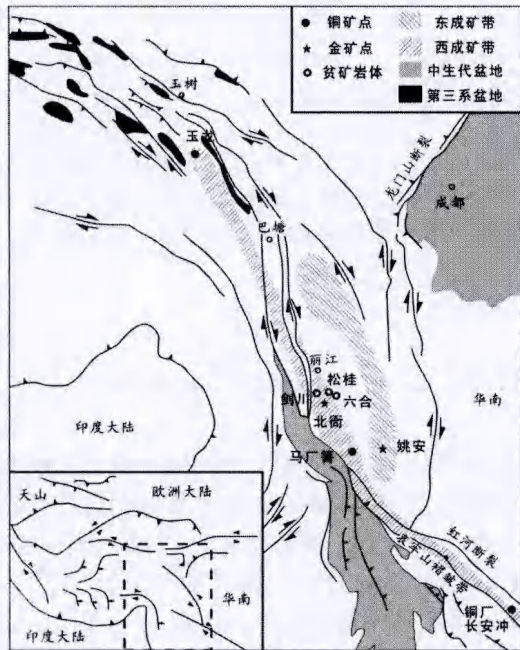 铜矿点
金矿点
贫矿岩体
东成矿带
西成矿带
中生代盆地
第三系盆地
玉树
玉龙
龙门山断裂
成都
巴塘
丽江
松桂
剑川
六合
北衙
华南
印度大陆
马厂箐
姚安
红河断裂
哀牢山褶皱带
铜厂
长安冲
天山
欧洲大陆
华南
印度大陆